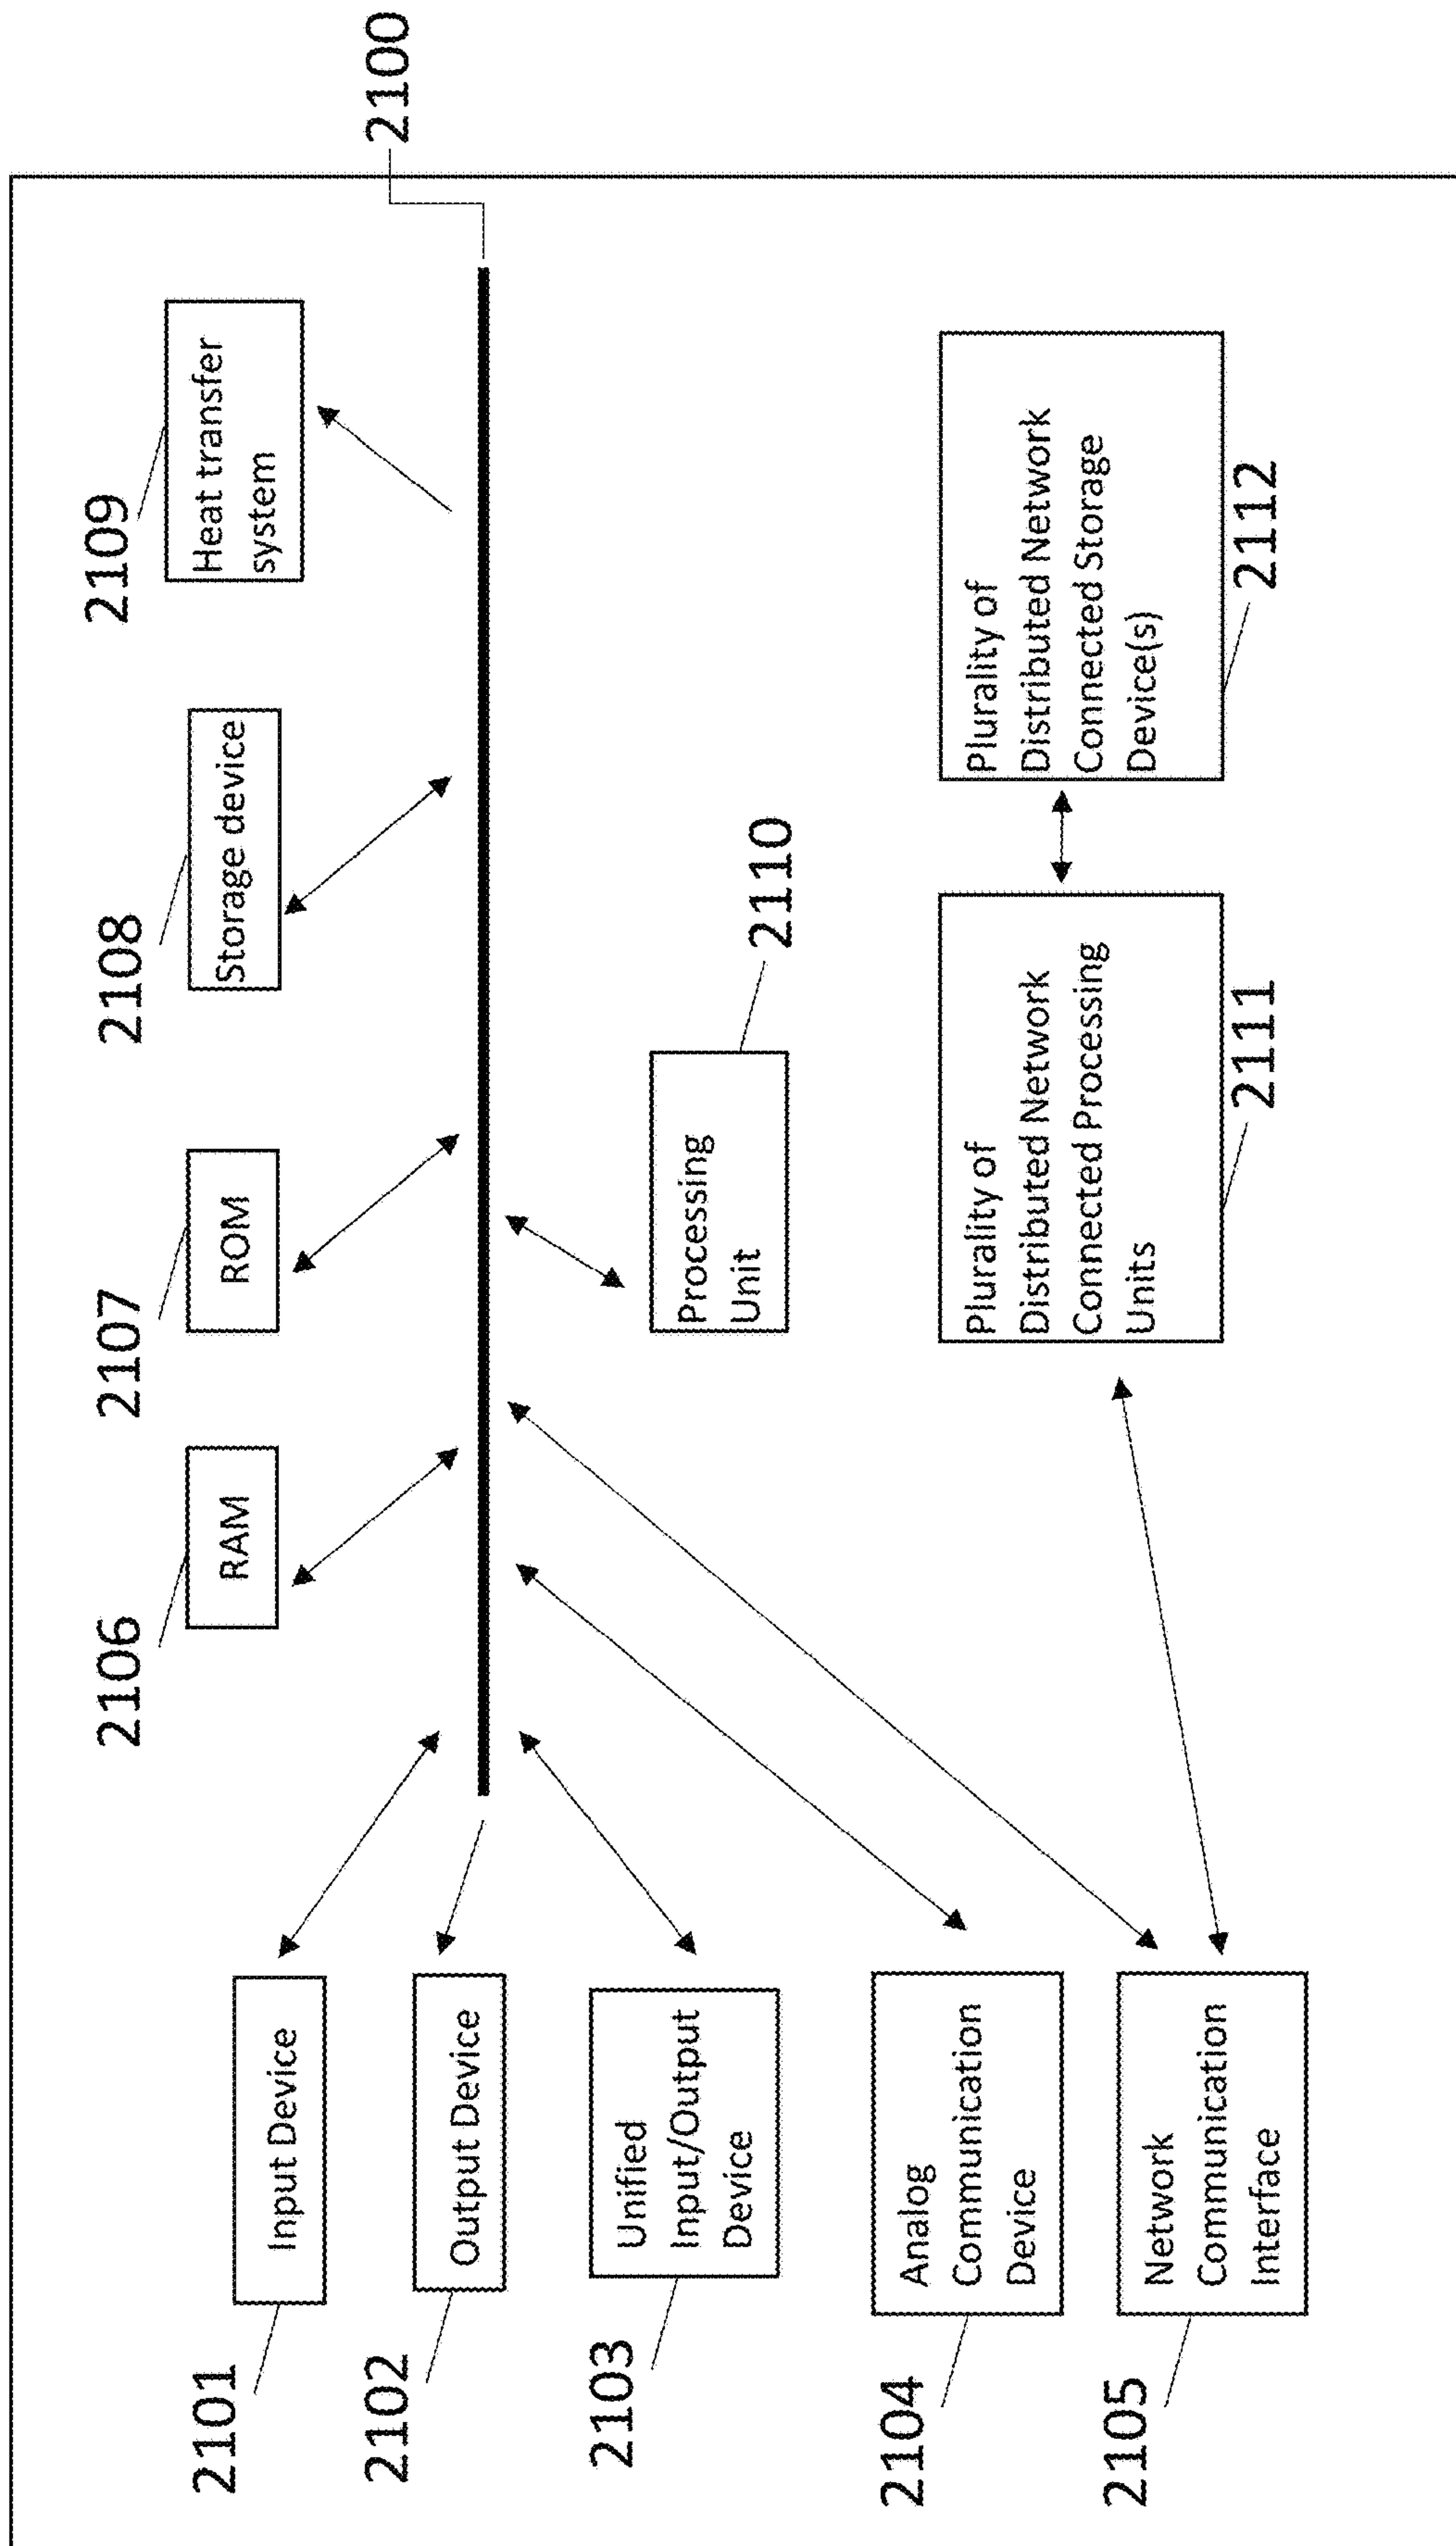 2106
2107
2108
2109
RAM
ROM
Storage device
Heat transfer
system
2100
2101
Input Device
2102
Output Device
2103
Unified
Input/Output
Device
Processing
Unit
2110
2104
Analog
Communication
Device
2105
Network
Communication
Interface
Plurality of
Distributed Network
Connected Processing
Units
2111
Plurality of
Distributed Network
Connected Storage
Device(s)
2112